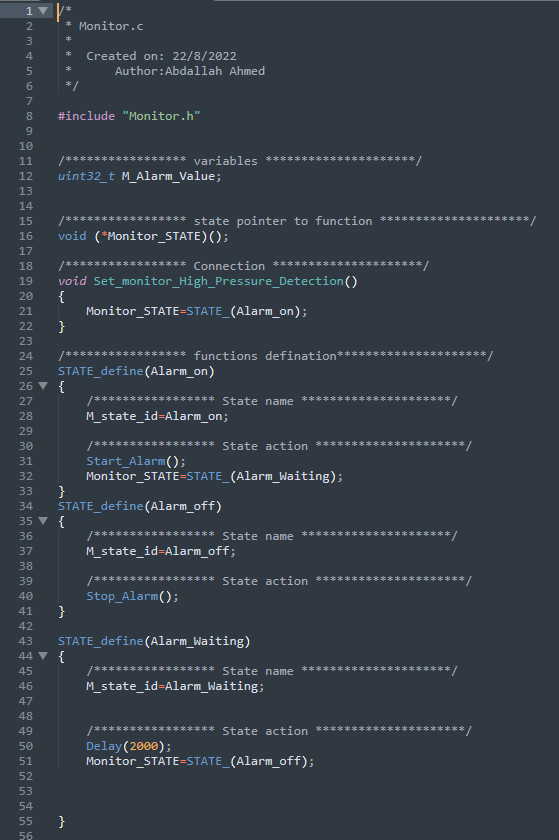 1 /*
2  * Monitor.c
3  *
4  *  Created on: 22/8/2022
5  *      Author:Abdallah Ahmed
6  */
7
8 #include "Monitor.h"
9
10
11 /***************** variables *********************/
12 uint32_t M_Alarm_Value;
13
14
15 /***************** state pointer to function *********************/
16 void (*Monitor_STATE)();
17
18 /***************** Connection *********************/
19 void Set_monitor_High_Pressure_Detection()
20 {
21     Monitor_STATE=STATE_(Alarm_on);
22 }
23
24 /***************** functions defination*********************/
25 STATE_define(Alarm_on)
26 {
27     /***************** State name *********************/
28     M_state_id=Alarm_on;
29
30     /***************** State action *********************/
31     Start_Alarm();
32     Monitor_STATE=STATE_(Alarm_Waiting);
33 }
34 STATE_define(Alarm_off)
35 {
36     /***************** State name *********************/
37     M_state_id=Alarm_off;
38
39     /***************** State action *********************/
40     Stop_Alarm();
41 }
42
43 STATE_define(Alarm_Waiting)
44 {
45     /***************** State name *********************/
46     M_state_id=Alarm_Waiting;
47
48
49     /***************** State action *********************/
50     Delay(2000);
51     Monitor_STATE=STATE_(Alarm_off);
52
53
54
55 }
56